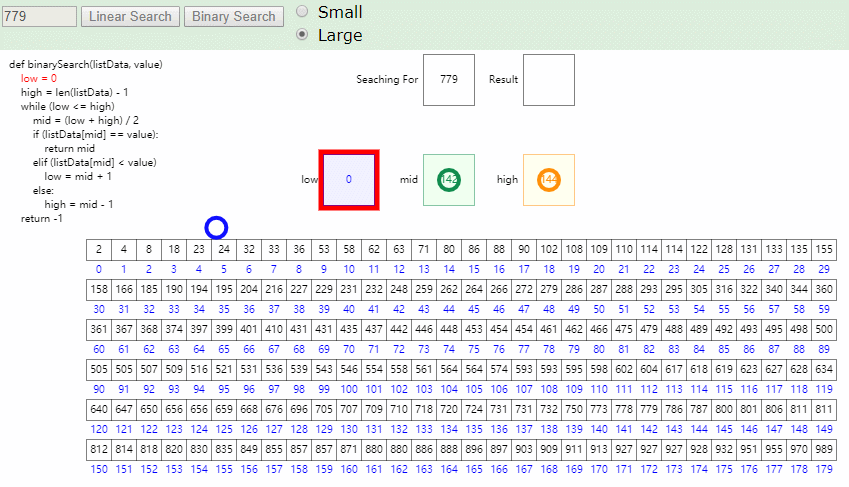 779 Linear Search Binary Search
Small
Large
def binarySearch(listData, value)
low = 0
high = len(listData) - 1
while (low <= high)
mid = (low + high) / 2
if (listData[mid] == value):
return mid
elif (listData[mid] < value)
low = mid + 1
else:
high = mid - 1
return -1
Seaching For 779 Result
low 0 mid 142 high 144
2 4 8 18 23 24 32 33 36 53 58 62 63 71 80 86 88 90 102 108 109 110 114 114 122 128 131 133 135 155
0 1 2 3 4 5 6 7 8 9 10 11 12 13 14 15 16 17 18 19 20 21 22 23 24 25 26 27 28 29
158 166 185 190 194 195 204 216 227 229 231 232 248 259 262 264 266 272 272 277 288 291 293 295 305 316 322 340 344 360
30 31 32 33 34 35 36 37 38 39 40 41 42 43 44 45 46 47 48 49 50 51 52 53 54 55 56 57 58 59
361 367 368 374 397 399 401 410 431 431 435 437 442 446 448 453 454 454 461 462 466 475 479 488 489 492 493 495 498 500
60 61 62 63 64 65 66 67 68 69 70 71 72 73 74 75 76 77 78 79 80 81 82 83 84 85 86 87 88 89
505 505 507 509 516 521 531 536 539 543 546 554 558 561 564 564 574 593 593 595 598 602 604 617 618 619 623 627 628 634
90 91 92 93 94 95 96 97 98 99 100 101 102 103 104 105 106 107 108 109 110 111 112 113 114 115 116 117 118 119
640 647 650 656 656 659 668 676 696 705 707 709 710 718 720 724 731 731 732 750 773 778 779 786 787 800 801 806 811 811
120 121 122 123 124 125 126 127 128 129 130 131 132 133 134 135 136 137 138 139 140 141 142 143 144 145 146 147 148 149
812 814 818 820 830 835 849 855 857 857 871 880 880 886 888 896 897 903 909 911 913 927 927 927 928 932 951 955 970 989
150 151 152 153 154 155 156 157 158 159 160 161 162 163 164 165 166 167 168 169 170 171 172 173 174 175 176 177 178 179